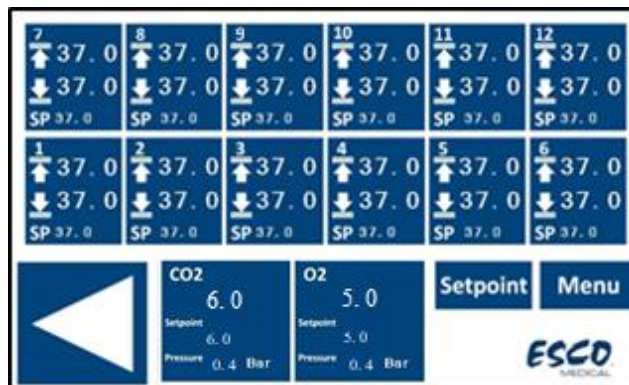 7 8 9 10 11 12
37.0 37.0 37.0 37.0 37.0 37.0
37.0 37.0 37.0 37.0 37.0 37.0
SP 37.0 SP 37.0 SP 37.0 SP 37.0 SP 37.0 SP 37.0
1 2 3 4 5 6
37.0 37.0 37.0 37.0 37.0 37.0
37.0 37.0 37.0 37.0 37.0 37.0
SP 37.0 SP 37.0 SP 37.0 SP 37.0 SP 37.0 SP 37.0
CO2
6.0
Setpoint
6.0
Pressure 0.4 Bar
O2
5.0
Setpoint
5.0
Pressure 0.4 Bar
Setpoint
Menu
ESCO
MEDICAL